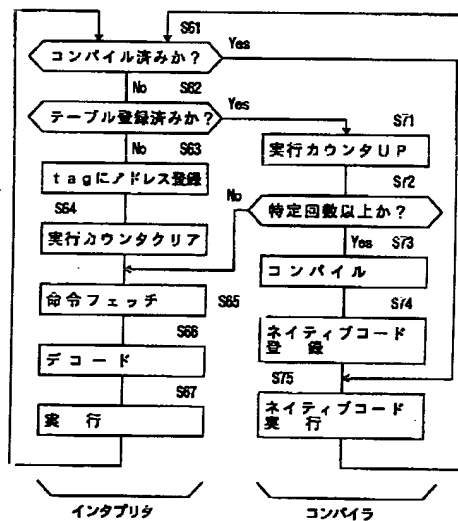 S61
コンパイル済みか?
Yes
No
S62
テーブル登録済みか?
Yes
No
S63
tagにアドレス登録
S64
実行カウンタクリア
命令フェッチ
S65
S66
デコード
S67
実行
インタプリタ
S71
実行カウンタUP
S72
特定回数以上か?
No
Yes
S73
コンパイル
S74
ネイティブコード
登録
S75
ネイティブコード
実行
コンパイラ